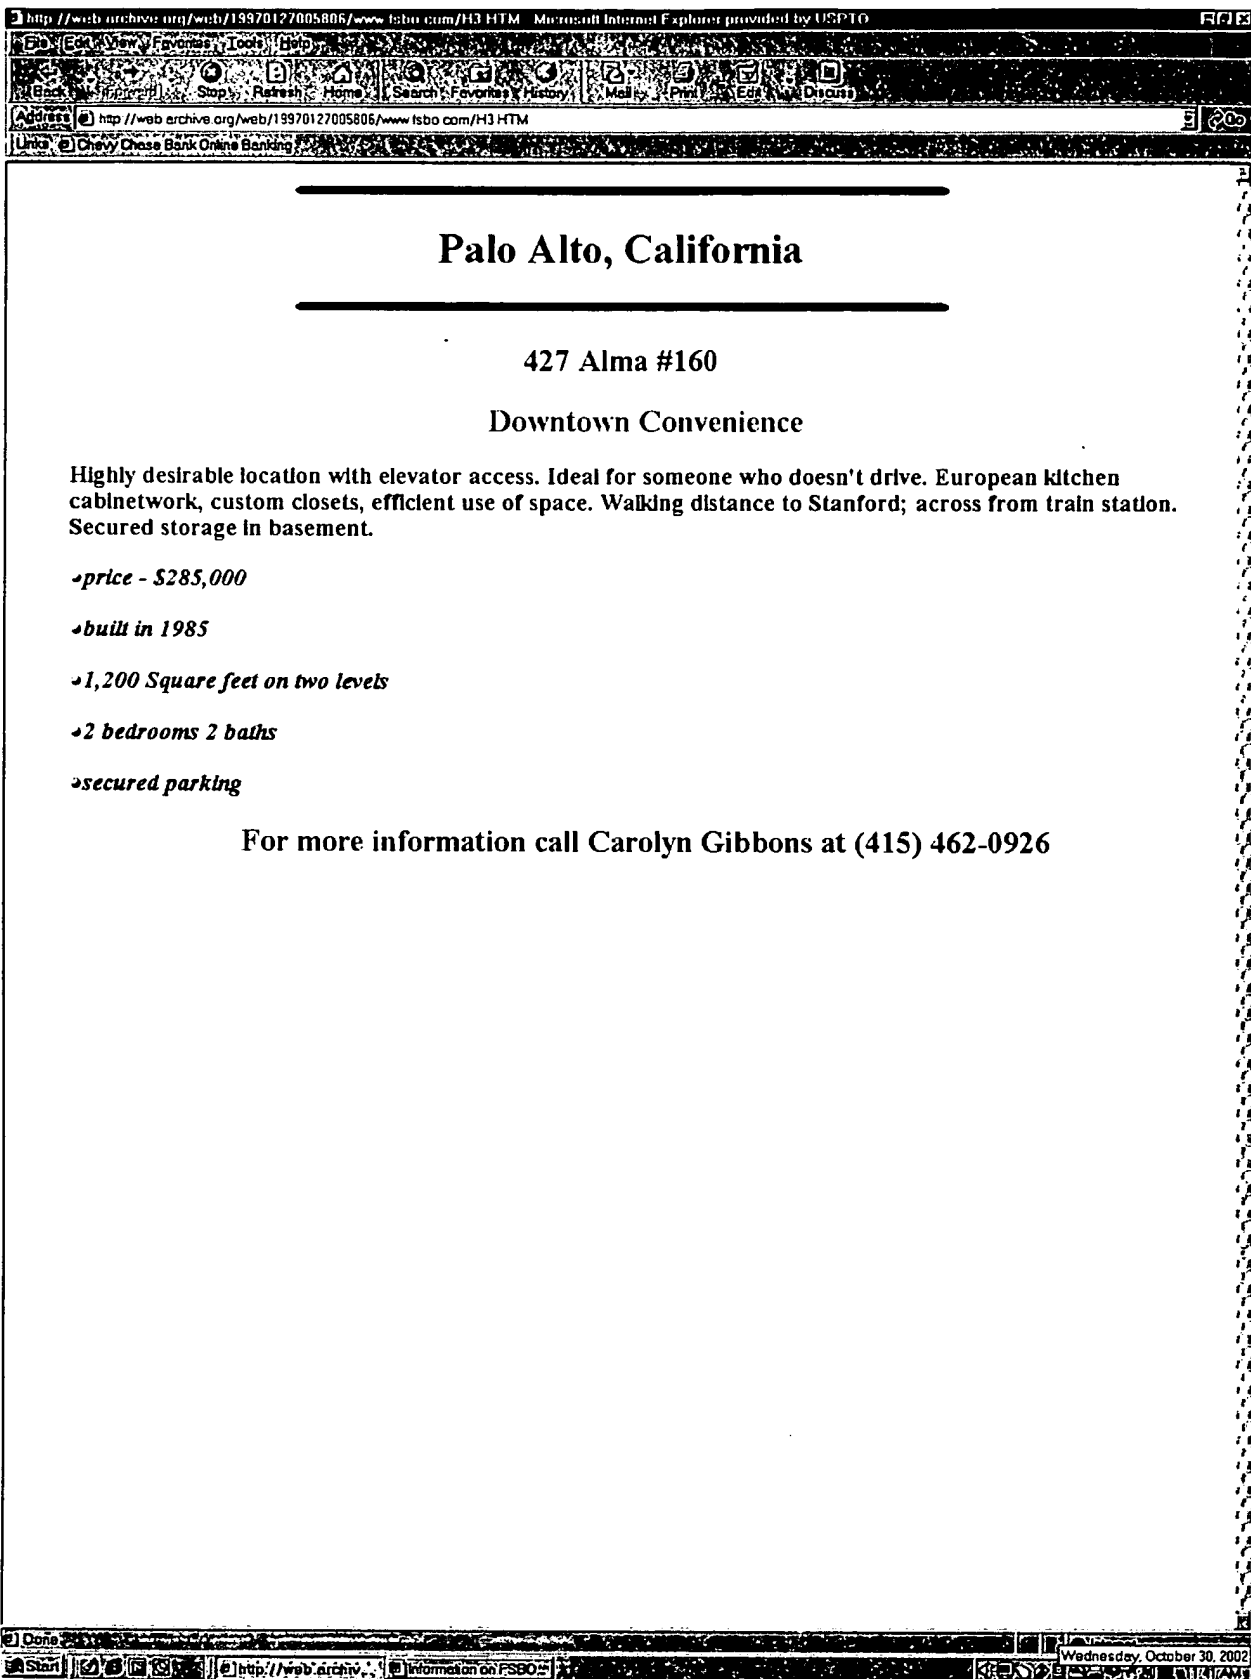 http //web archive org/web/19970127005806/www fsbo com/H3 HTM Microsoft Internet Explorer provided by USPTO
File Edit View Favorites Tools Help
Back Forward Stop Refresh Home Search Favorites History Mail Print Edit Discuss
Address http //web archive.org/web/19970127005806/www fsbo com/H3 HTM Go
Links Chevy Chase Bank Online Banking
Palo Alto, California
427 Alma #160
Downtown Convenience
Highly desirable location with elevator access. Ideal for someone who doesn't drive. European kitchen
cabinetwork, custom closets, efficient use of space. Walking distance to Stanford; across from train station.
Secured storage in basement.
price - $285,000
built in 1985
1,200 Square feet on two levels
2 bedrooms 2 baths
secured parking
For more information call Carolyn Gibbons at (415) 462-0926
Done
Start http://web.archiv... Information on FSBO
Wednesday, October 30, 2002